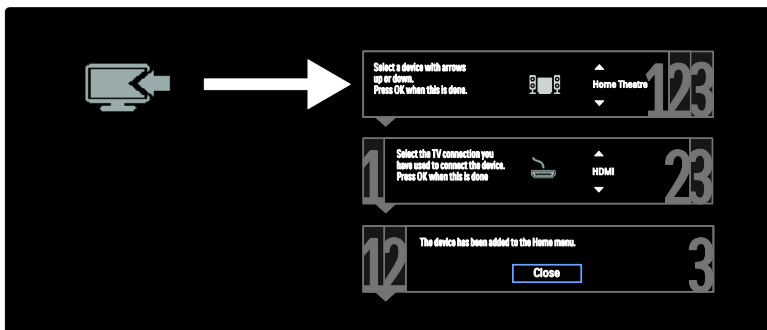 Select a device with arrows
up or down.
Press OK when this is done.
Home Theatre
123
1
Select the TV connection you
have used to connect the device.
Press OK when this is done
HDMI
23
12
The device has been added to the Home menu.
Close
3